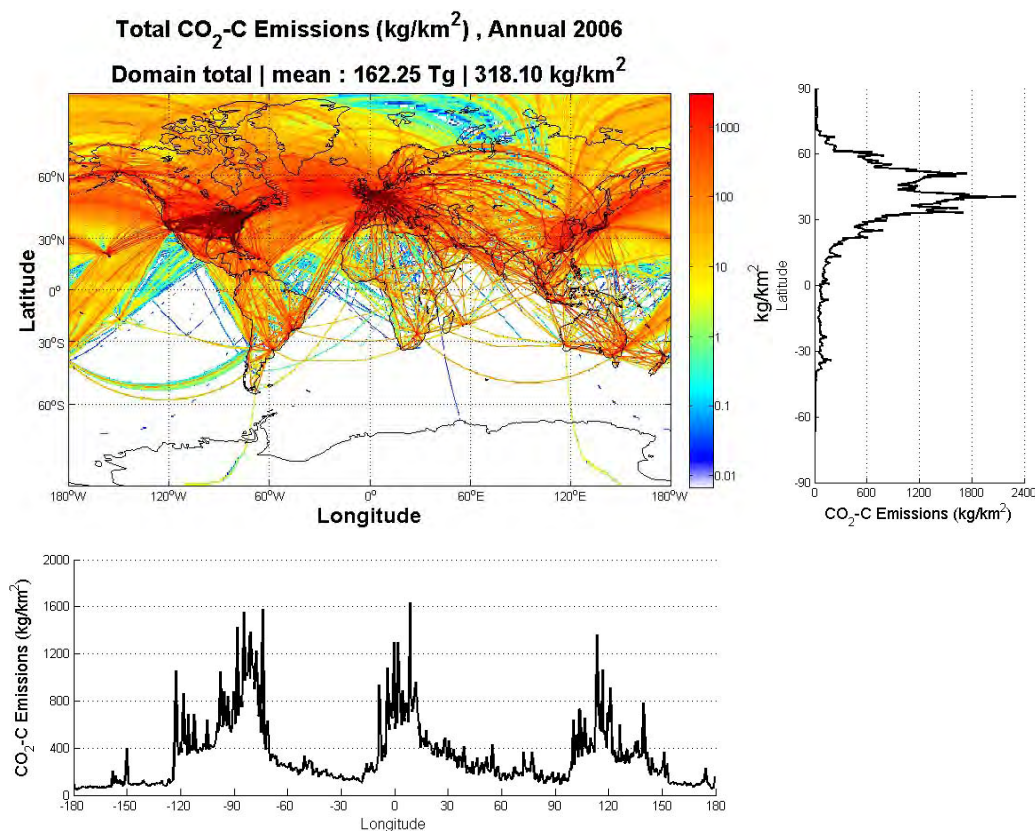 Total CO₂-C Emissions (kg/km²) , Annual 2006
Domain total | mean : 162.25 Tg | 318.10 kg/km²
60°N
30°N
0°
30°S
60°S
Latitude
180°W 120°W 60°W 0° 60°E 120°E 180°W
Longitude
1000
100
10
1
0.1
0.01
kg/km²
90
60
30
0
-30
-60
-90
Latitude
0 600 1200 1800 2400
CO₂-C Emissions (kg/km²)
2000
1600
1200
800
400
0
CO₂-C Emissions (kg/km²)
-180 -150 -120 -90 -60 -30 0 30 60 90 120 150 180
Longitude